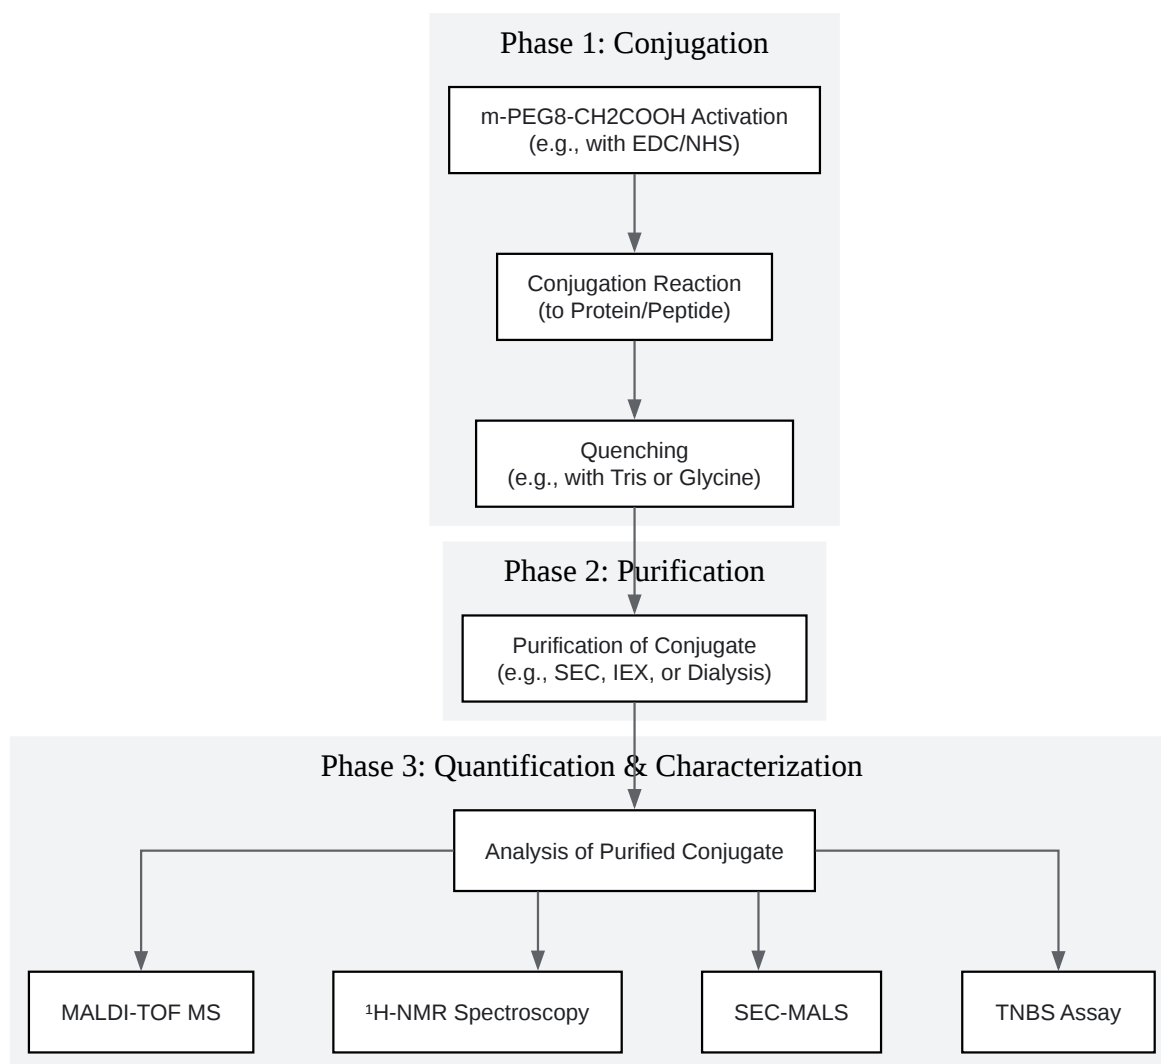 Phase 1: Conjugation
m-PEG8-CH2COOH Activation
(e.g., with EDC/NHS)
Conjugation Reaction
(to Protein/Peptide)
Quenching
(e.g., with Tris or Glycine)
Phase 2: Purification
Purification of Conjugate
(e.g., SEC, IEX, or Dialysis)
Phase 3: Quantification & Characterization
Analysis of Purified Conjugate
MALDI-TOF MS
¹H-NMR Spectroscopy
SEC-MALS
TNBS Assay